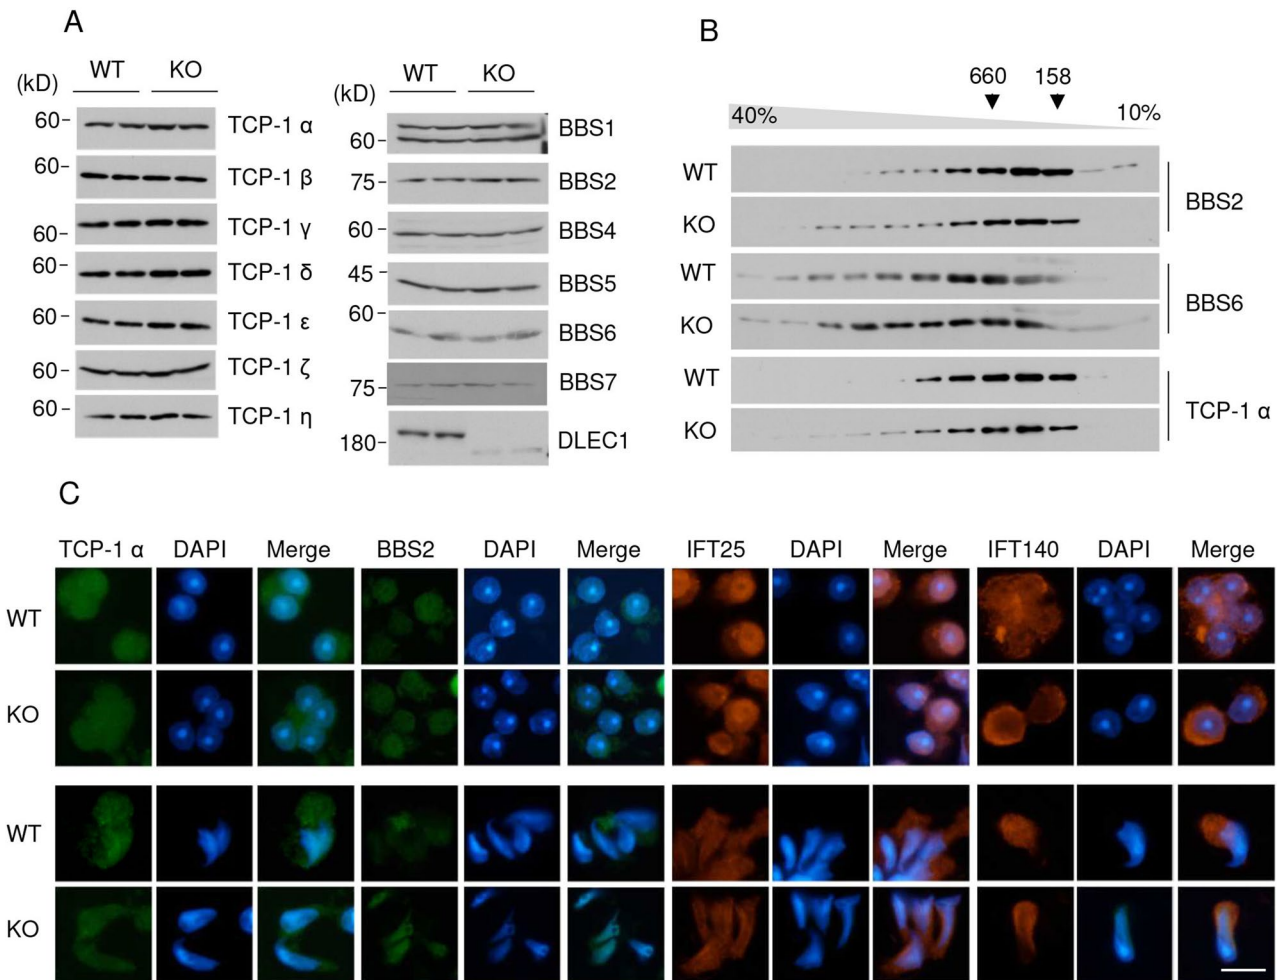 A
WT KO
(kD)
60- TCP-1 α
60- TCP-1 β
60- TCP-1 γ
60- TCP-1 δ
60- TCP-1 ε
60- TCP-1 ζ
60- TCP-1 η
WT KO
(kD)
60- BBS1
75- BBS2
60- BBS4
45- BBS5
60- BBS6
75- BBS7
180- DLEC1
B
660 158
40% 10%
WT
KO
BBS2
WT
KO
BBS6
WT
KO
TCP-1 α
C
TCP-1 α DAPI Merge BBS2 DAPI Merge IFT25 DAPI Merge IFT140 DAPI Merge
WT
KO
WT
KO